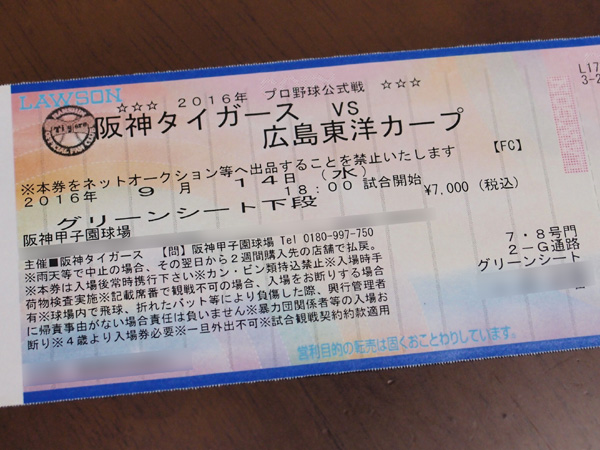 LAWSON
☆☆☆ 2016年 プロ野球公式戦 ☆☆☆
Tigers
阪神タイガース VS
広島東洋カープ
※本券をネットオークション等へ出品することを禁止いたします 【FC】
2016年 9月 14日(水)
18:00 試合開始 ¥7,000(税込)
グリーンシート下段
阪神甲子園球場
主催■阪神タイガース 【問】阪神甲子園球場 Tel 0180-997-750
※雨天等で中止の場合、その翌日から2週間購入先の店舗で払戻。
※本券は入場後常時携行下さい※カン・ビン類持込禁止※入場時手
荷物検査実施※記載席番で観戦不可の場合、入場をお断りする場合
有※球場内で飛球、折れたバット等により負傷した際、興行管理者
に帰責事由がない場合責任は負いません※暴力団関係者等の入場お
断り※4歳より入場券必要※一旦外出不可※試合観戦契約約款適用
7・8号門
2-G通路
グリーンシート
営利目的の転売は固くおことわりしています。
L17
3-2